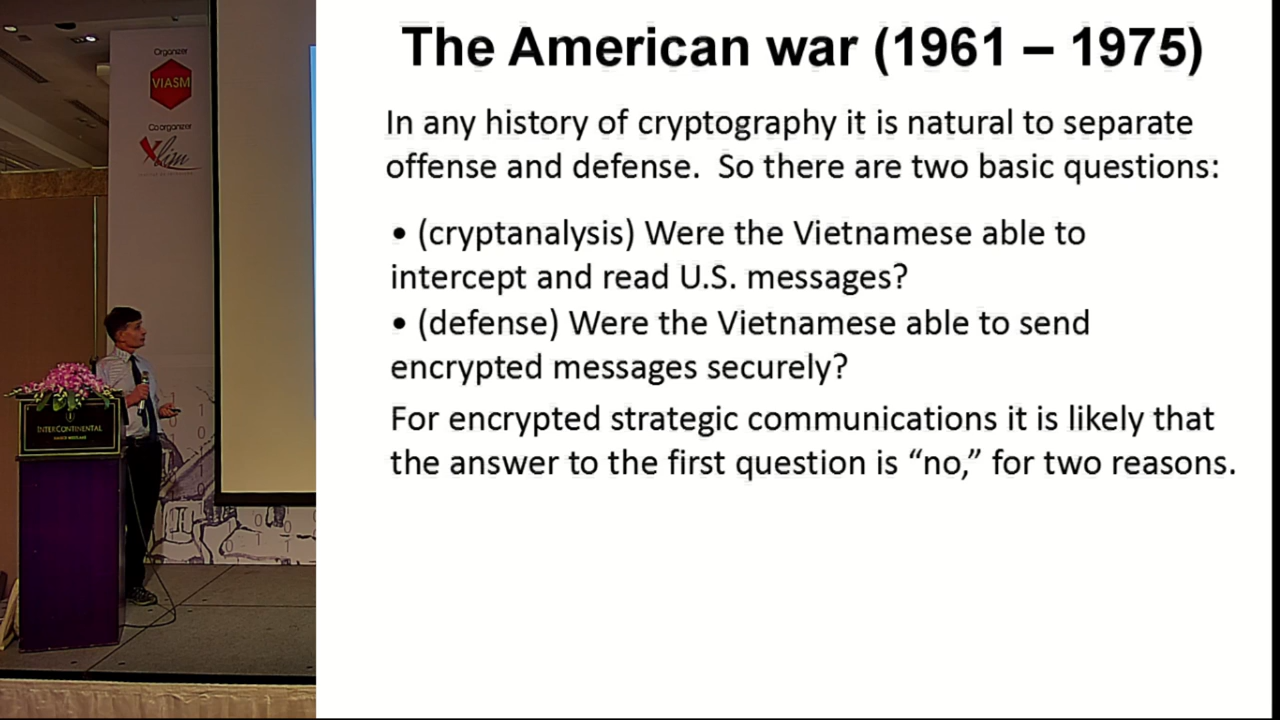 Organizer
VIASM
Co organizer
Xlim
INTERCONTINENTAL
The American war (1961 – 1975)
In any history of cryptography it is natural to separate
offense and defense.  So there are two basic questions:
• (cryptanalysis) Were the Vietnamese able to
intercept and read U.S. messages?
• (defense) Were the Vietnamese able to send
encrypted messages securely?
For encrypted strategic communications it is likely that
the answer to the first question is “no,” for two reasons.